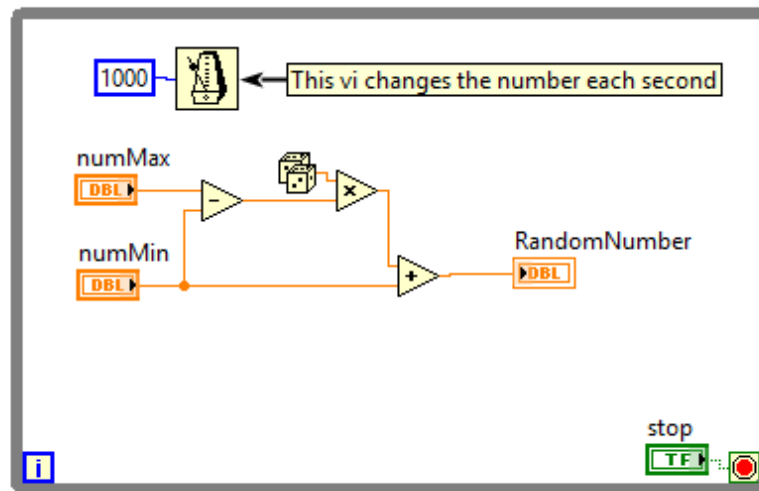 1000
This vi changes the number each second
numMax
DBL
-
×
numMin
DBL
+
RandomNumber
DBL
stop
TF
i